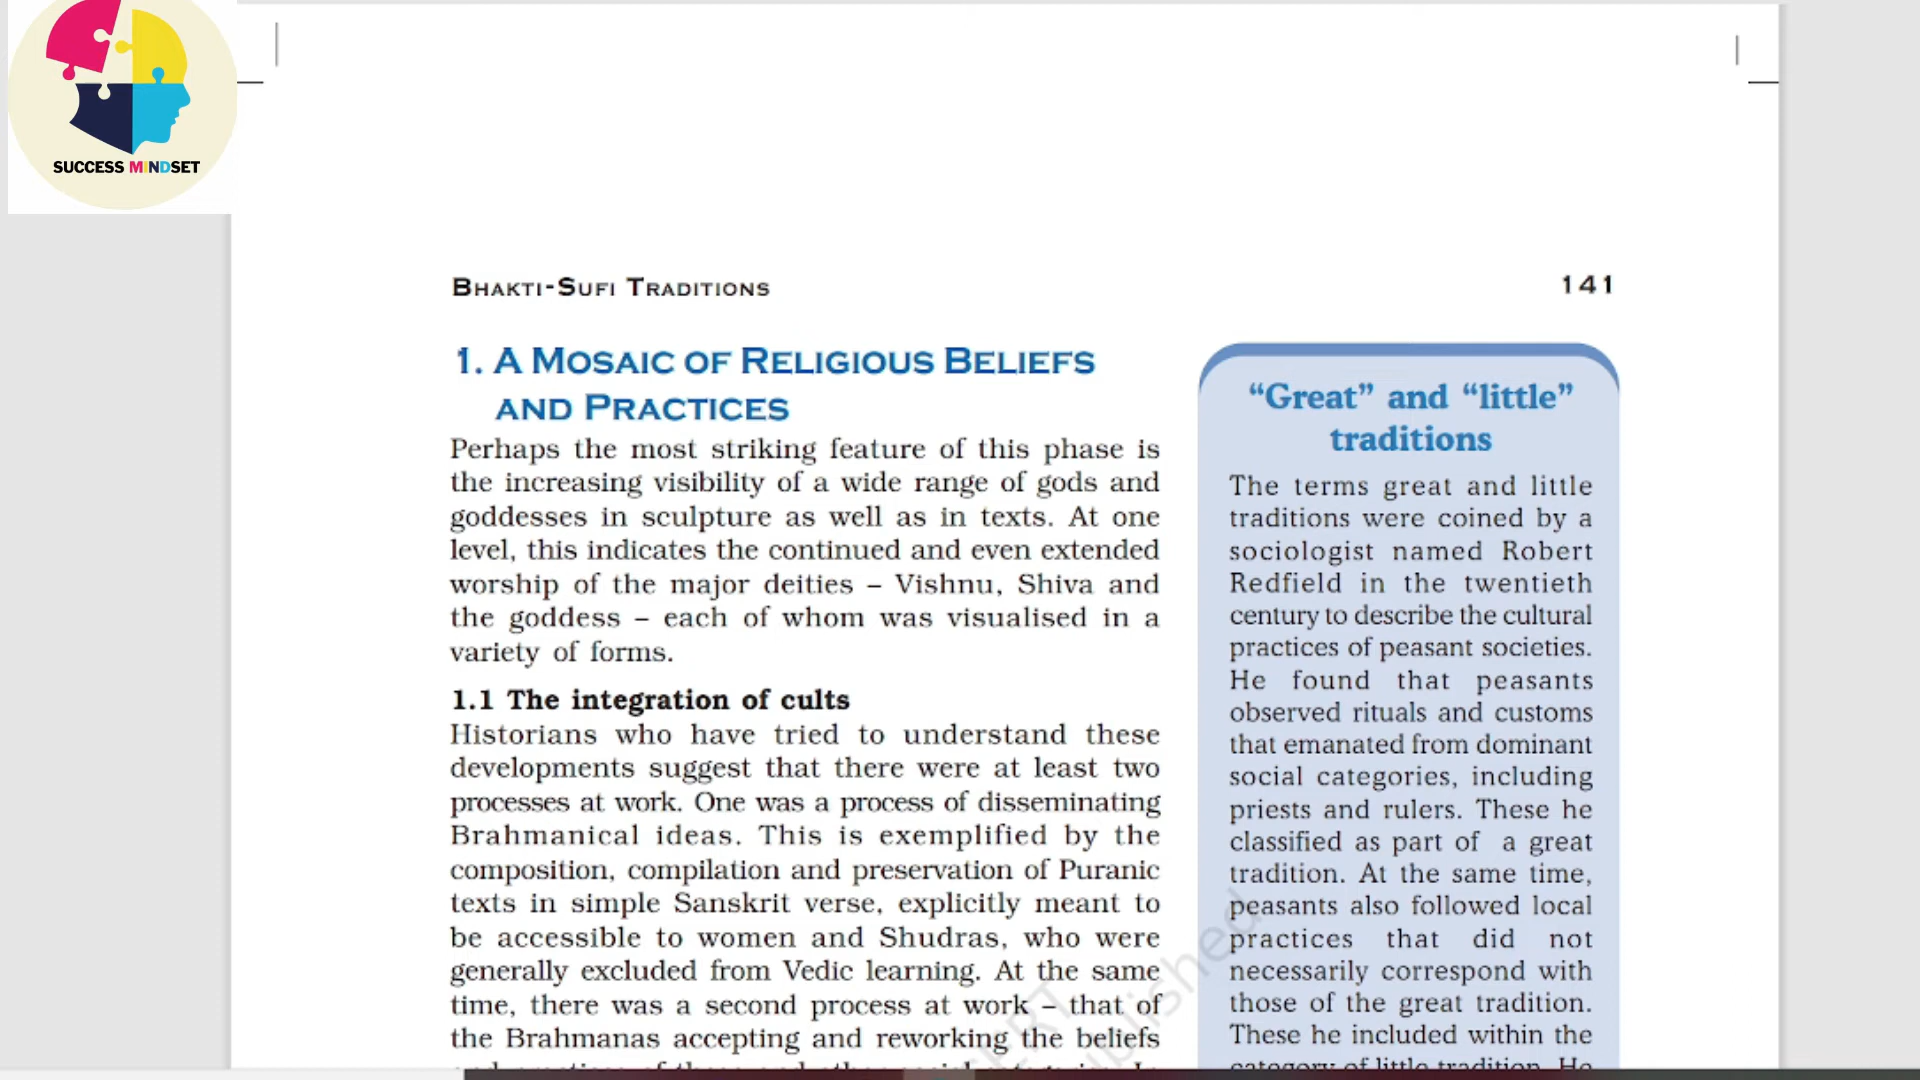 SUCCESS MINDSET
BHAKTI-SUFI TRADITIONS
141
1. A MOSAIC OF RELIGIOUS BELIEFS
AND PRACTICES
Perhaps the most striking feature of this phase is
the increasing visibility of a wide range of gods and
goddesses in sculpture as well as in texts. At one
level, this indicates the continued and even extended
worship of the major deities – Vishnu, Shiva and
the goddess – each of whom was visualised in a
variety of forms.
1.1 The integration of cults
Historians who have tried to understand these
developments suggest that there were at least two
processes at work. One was a process of disseminating
Brahmanical ideas. This is exemplified by the
composition, compilation and preservation of Puranic
texts in simple Sanskrit verse, explicitly meant to
be accessible to women and Shudras, who were
generally excluded from Vedic learning. At the same
time, there was a second process at work – that of
the Brahmanas accepting and reworking the beliefs
“Great” and “little”
traditions
The terms great and little
traditions were coined by a
sociologist named Robert
Redfield in the twentieth
century to describe the cultural
practices of peasant societies.
He found that peasants
observed rituals and customs
that emanated from dominant
social categories, including
priests and rulers. These he
classified as part of a great
tradition. At the same time,
peasants also followed local
practices that did not
necessarily correspond with
those of the great tradition.
These he included within the
category of little tradition. He